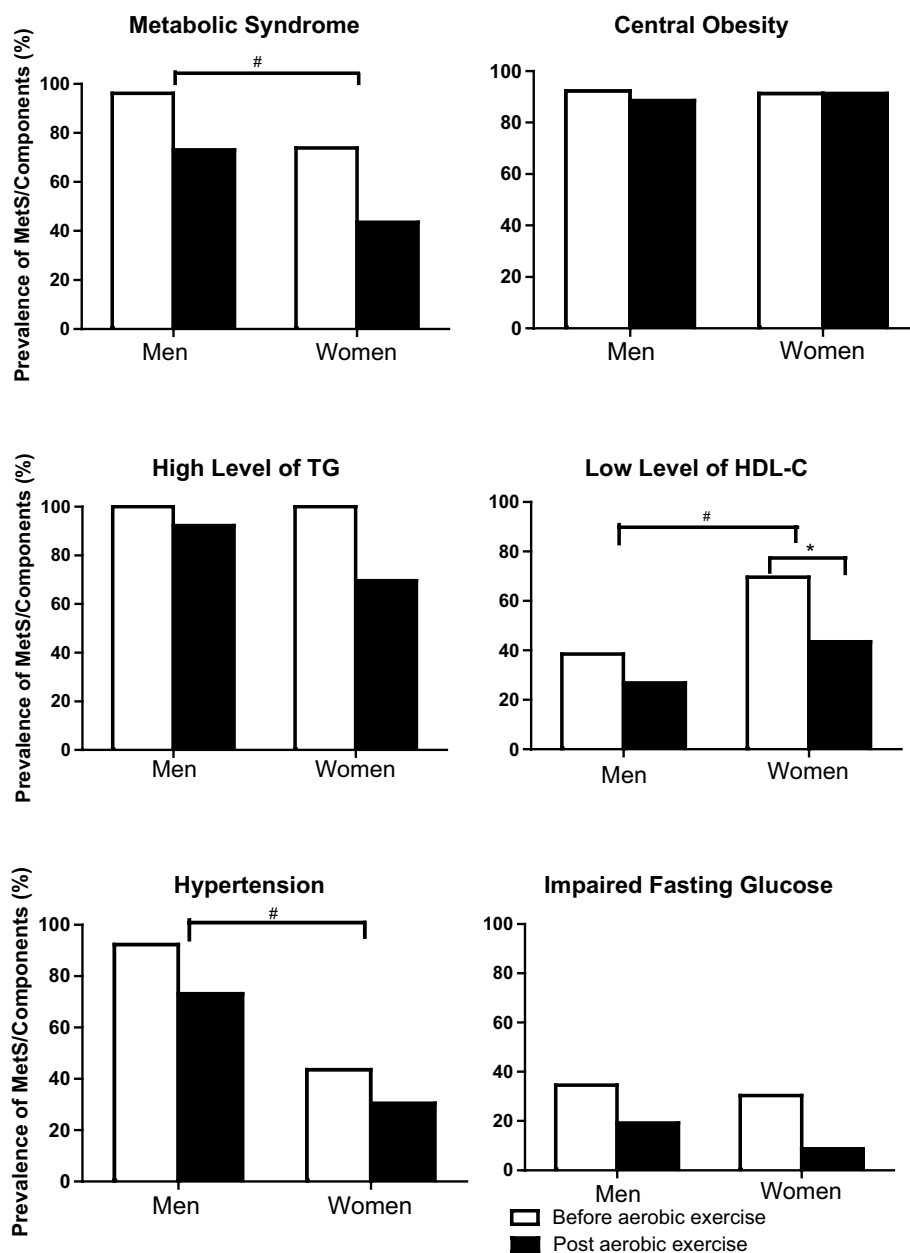 Metabolic Syndrome
Prevalence of MetS/Components (%)
#
100
80
60
40
20
0
Men Women
Central Obesity
100
80
60
40
20
0
Men Women
High Level of TG
Prevalence of MetS/Components (%)
100
80
60
40
20
0
Men Women
Low Level of HDL-C
#
*
100
80
60
40
20
0
Men Women
Hypertension
Prevalence of MetS/Components (%)
#
100
80
60
40
20
0
Men Women
Impaired Fasting Glucose
100
80
60
40
20
0
Men Women
Before aerobic exercise
Post aerobic exercise